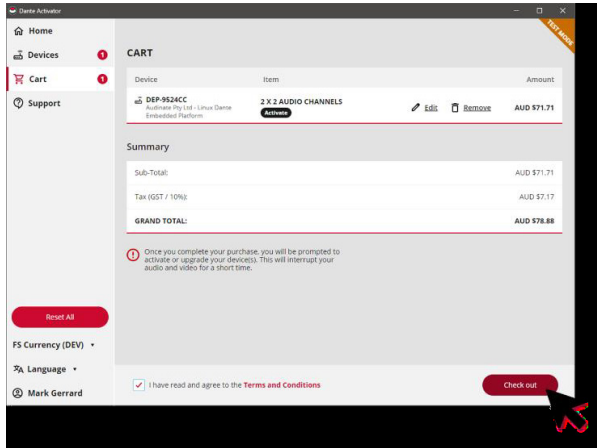 Dante Activator
TEST MODE
Home
Devices 1
Cart 1
Support
CART
Device Item Amount
DEP-9524CC
Audinate Pty Ltd - Linux Dante
Embedded Platform
2 X 2 AUDIO CHANNELS
Activate
Edit Remove AUD $71.71
Summary
Sub-Total: AUD $71.71
Tax (GST / 10%): AUD $7.17
GRAND TOTAL: AUD $78.88
Once you complete your purchase, you will be prompted to
activate or upgrade your device(s). This will interrupt your
audio and video for a short time.
Reset All
FS Currency (DEV)
Language
Mark Gerrard
I have read and agree to the Terms and Conditions
Check out